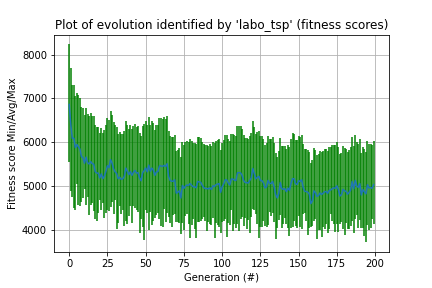 Plot of evolution identified by 'labo_tsp' (fitness scores)
8000
7000
6000
5000
4000
Fitness score Min/Avg/Max
0 25 50 75 100 125 150 175 200
Generation (#)